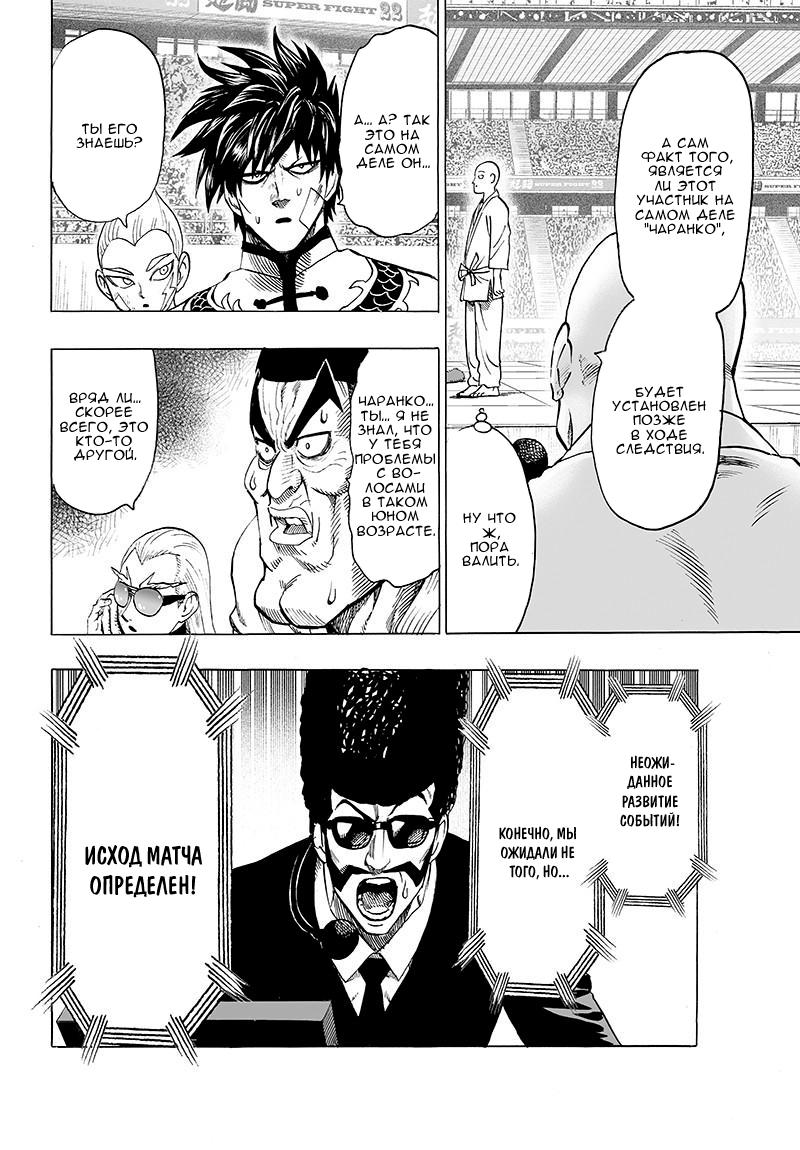 А САМ
ФАКТ ТОГО,
ЯВЛЯЕТСЯ
ЛИ ЭТОТ
УЧАСТНИК НА
САМОМ ДЕЛЕ
"ЧАРАНКО",
БУДЕТ
УСТАНОВЛЕН
ПОЗЖЕ
В ХОДЕ
СЛЕДСТВИЯ.
НУ ЧТО
Ж,
ПОРА
ВАЛИТЬ.
SUPER FIGHT 22
SUPER FIGHT 22
SUPER FIGHT
А... А? ТАК
ЭТО НА
САМОМ
ДЕЛЕ ОН...
ТЫ ЕГО
ЗНАЕШЬ?
ЧАРАНКО...
ТЫ... Я НЕ
ЗНАЛ, ЧТО
У ТЕБЯ
ПРОБЛЕМЫ
С ВО-
ЛОСАМИ
В ТАКОМ
ЮНОМ
ВОЗРАСТЕ.
ВРЯД ЛИ...
СКОРЕЕ
ВСЕГО, ЭТО
КТО-ТО
ДРУГОЙ.
НЕОЖИ-
ДАННОЕ
РАЗВИТИЕ
СОБЫТИЙ!
КОНЕЧНО, МЫ
ОЖИДАЛИ НЕ
ТОГО, НО...
ИСХОД МАТЧА
ОПРЕДЕЛЕН!